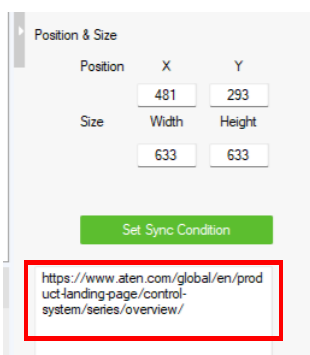 Position & Size
Position X Y
481 293
Size Width Height
633 633
Set Sync Condition
https://www.aten.com/global/en/prod
uct-landing-page/control-
system/series/overview/